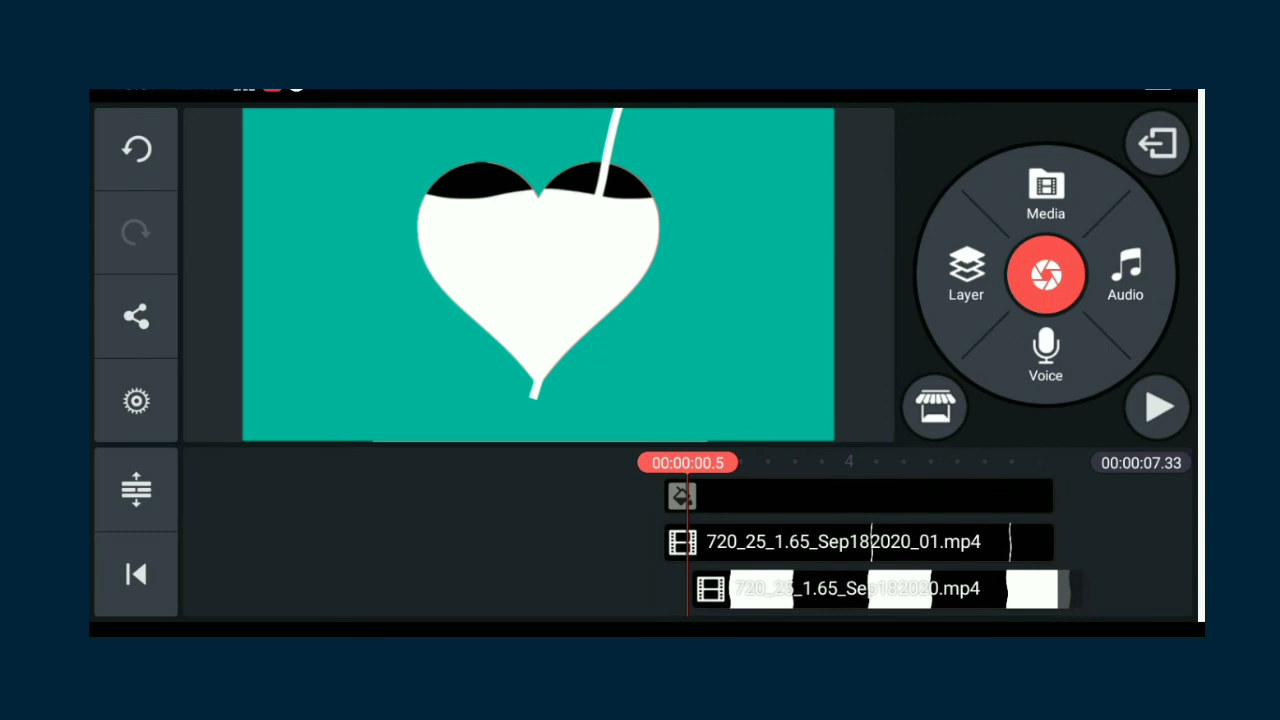 Media
Layer
Audio
Voice
00:00:00.5
4
00:00:07.33
720_25_1.65_Sep182020_01.mp4
720_25_1.65_Sep182020.mp4